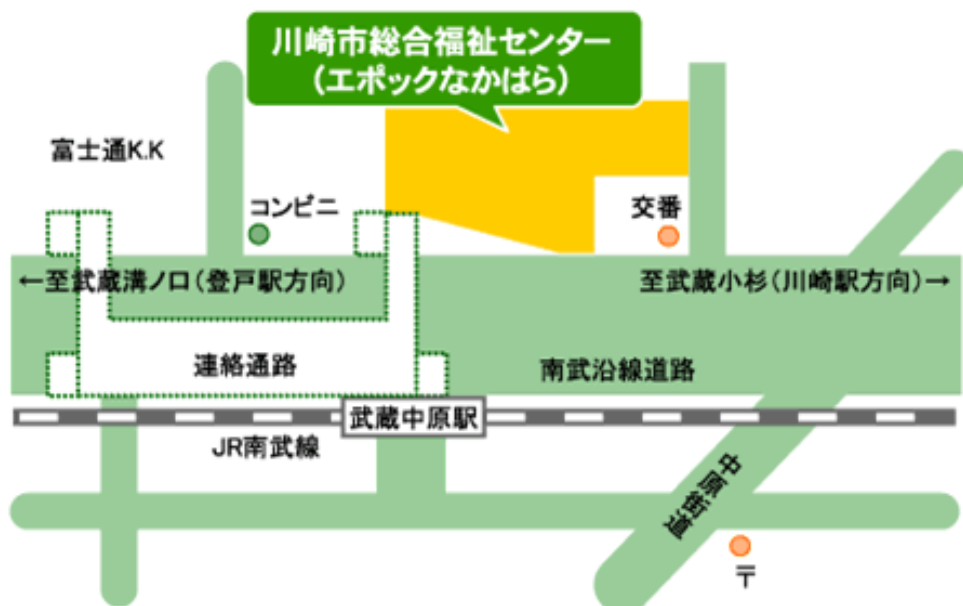 川崎市総合福祉センター
(エポックなかはら)
富士通K.K
コンビニ
交番
←至武蔵溝ノ口(登戸駅方向)
至武蔵小杉(川崎駅方向)→
連絡通路
南武沿線道路
武蔵中原駅
JR南武線
中原街道
〒